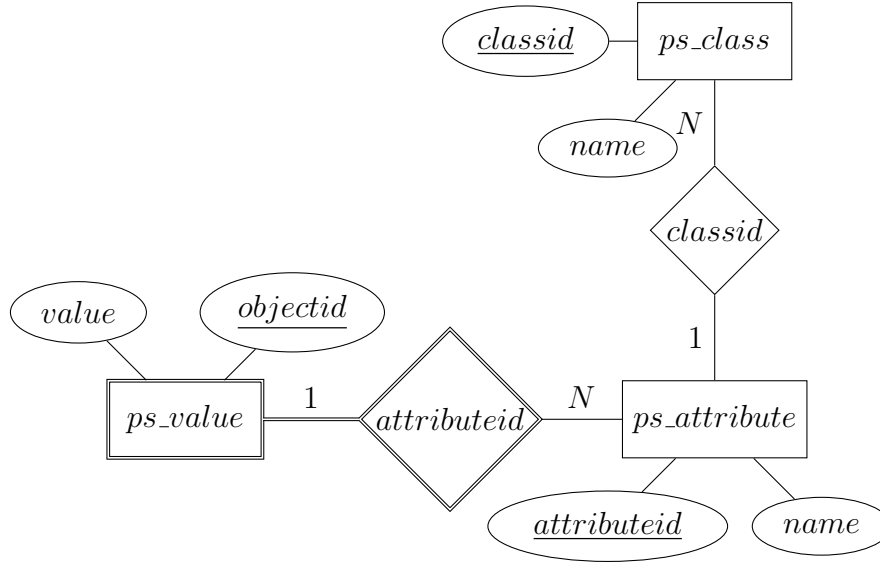 classid
ps_class
name
N
classid
value
objectid
1
ps_value
1
attributeid
N
ps_attribute
attributeid
name